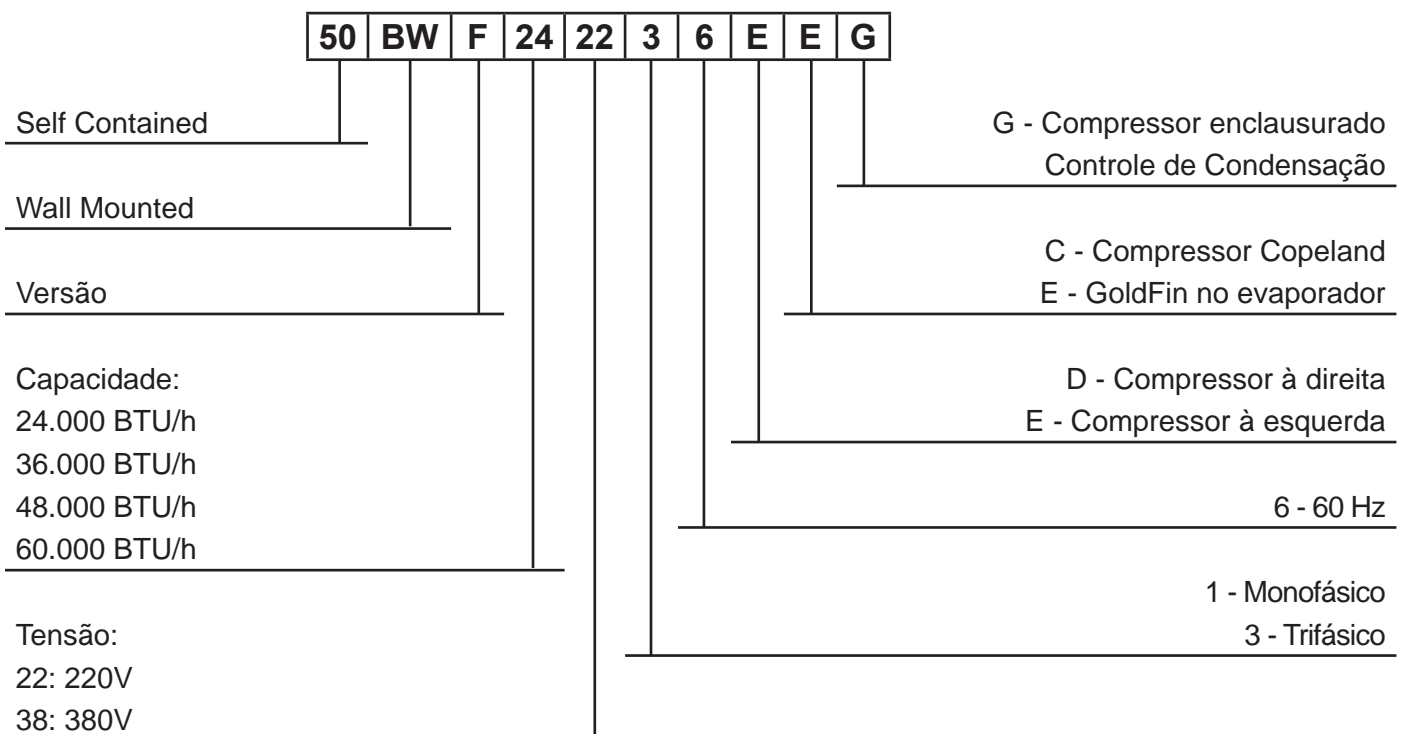 50 BW F 24 22 3 6 E E G
Self Contained
Wall Mounted
Versão
Capacidade:
24.000 BTU/h
36.000 BTU/h
48.000 BTU/h
60.000 BTU/h
Tensão:
22: 220V
38: 380V
G - Compressor enclausurado
Controle de Condensação
C - Compressor Copeland
E - GoldFin no evaporador
D - Compressor à direita
E - Compressor à esquerda
6 - 60 Hz
1 - Monofásico
3 - Trifásico